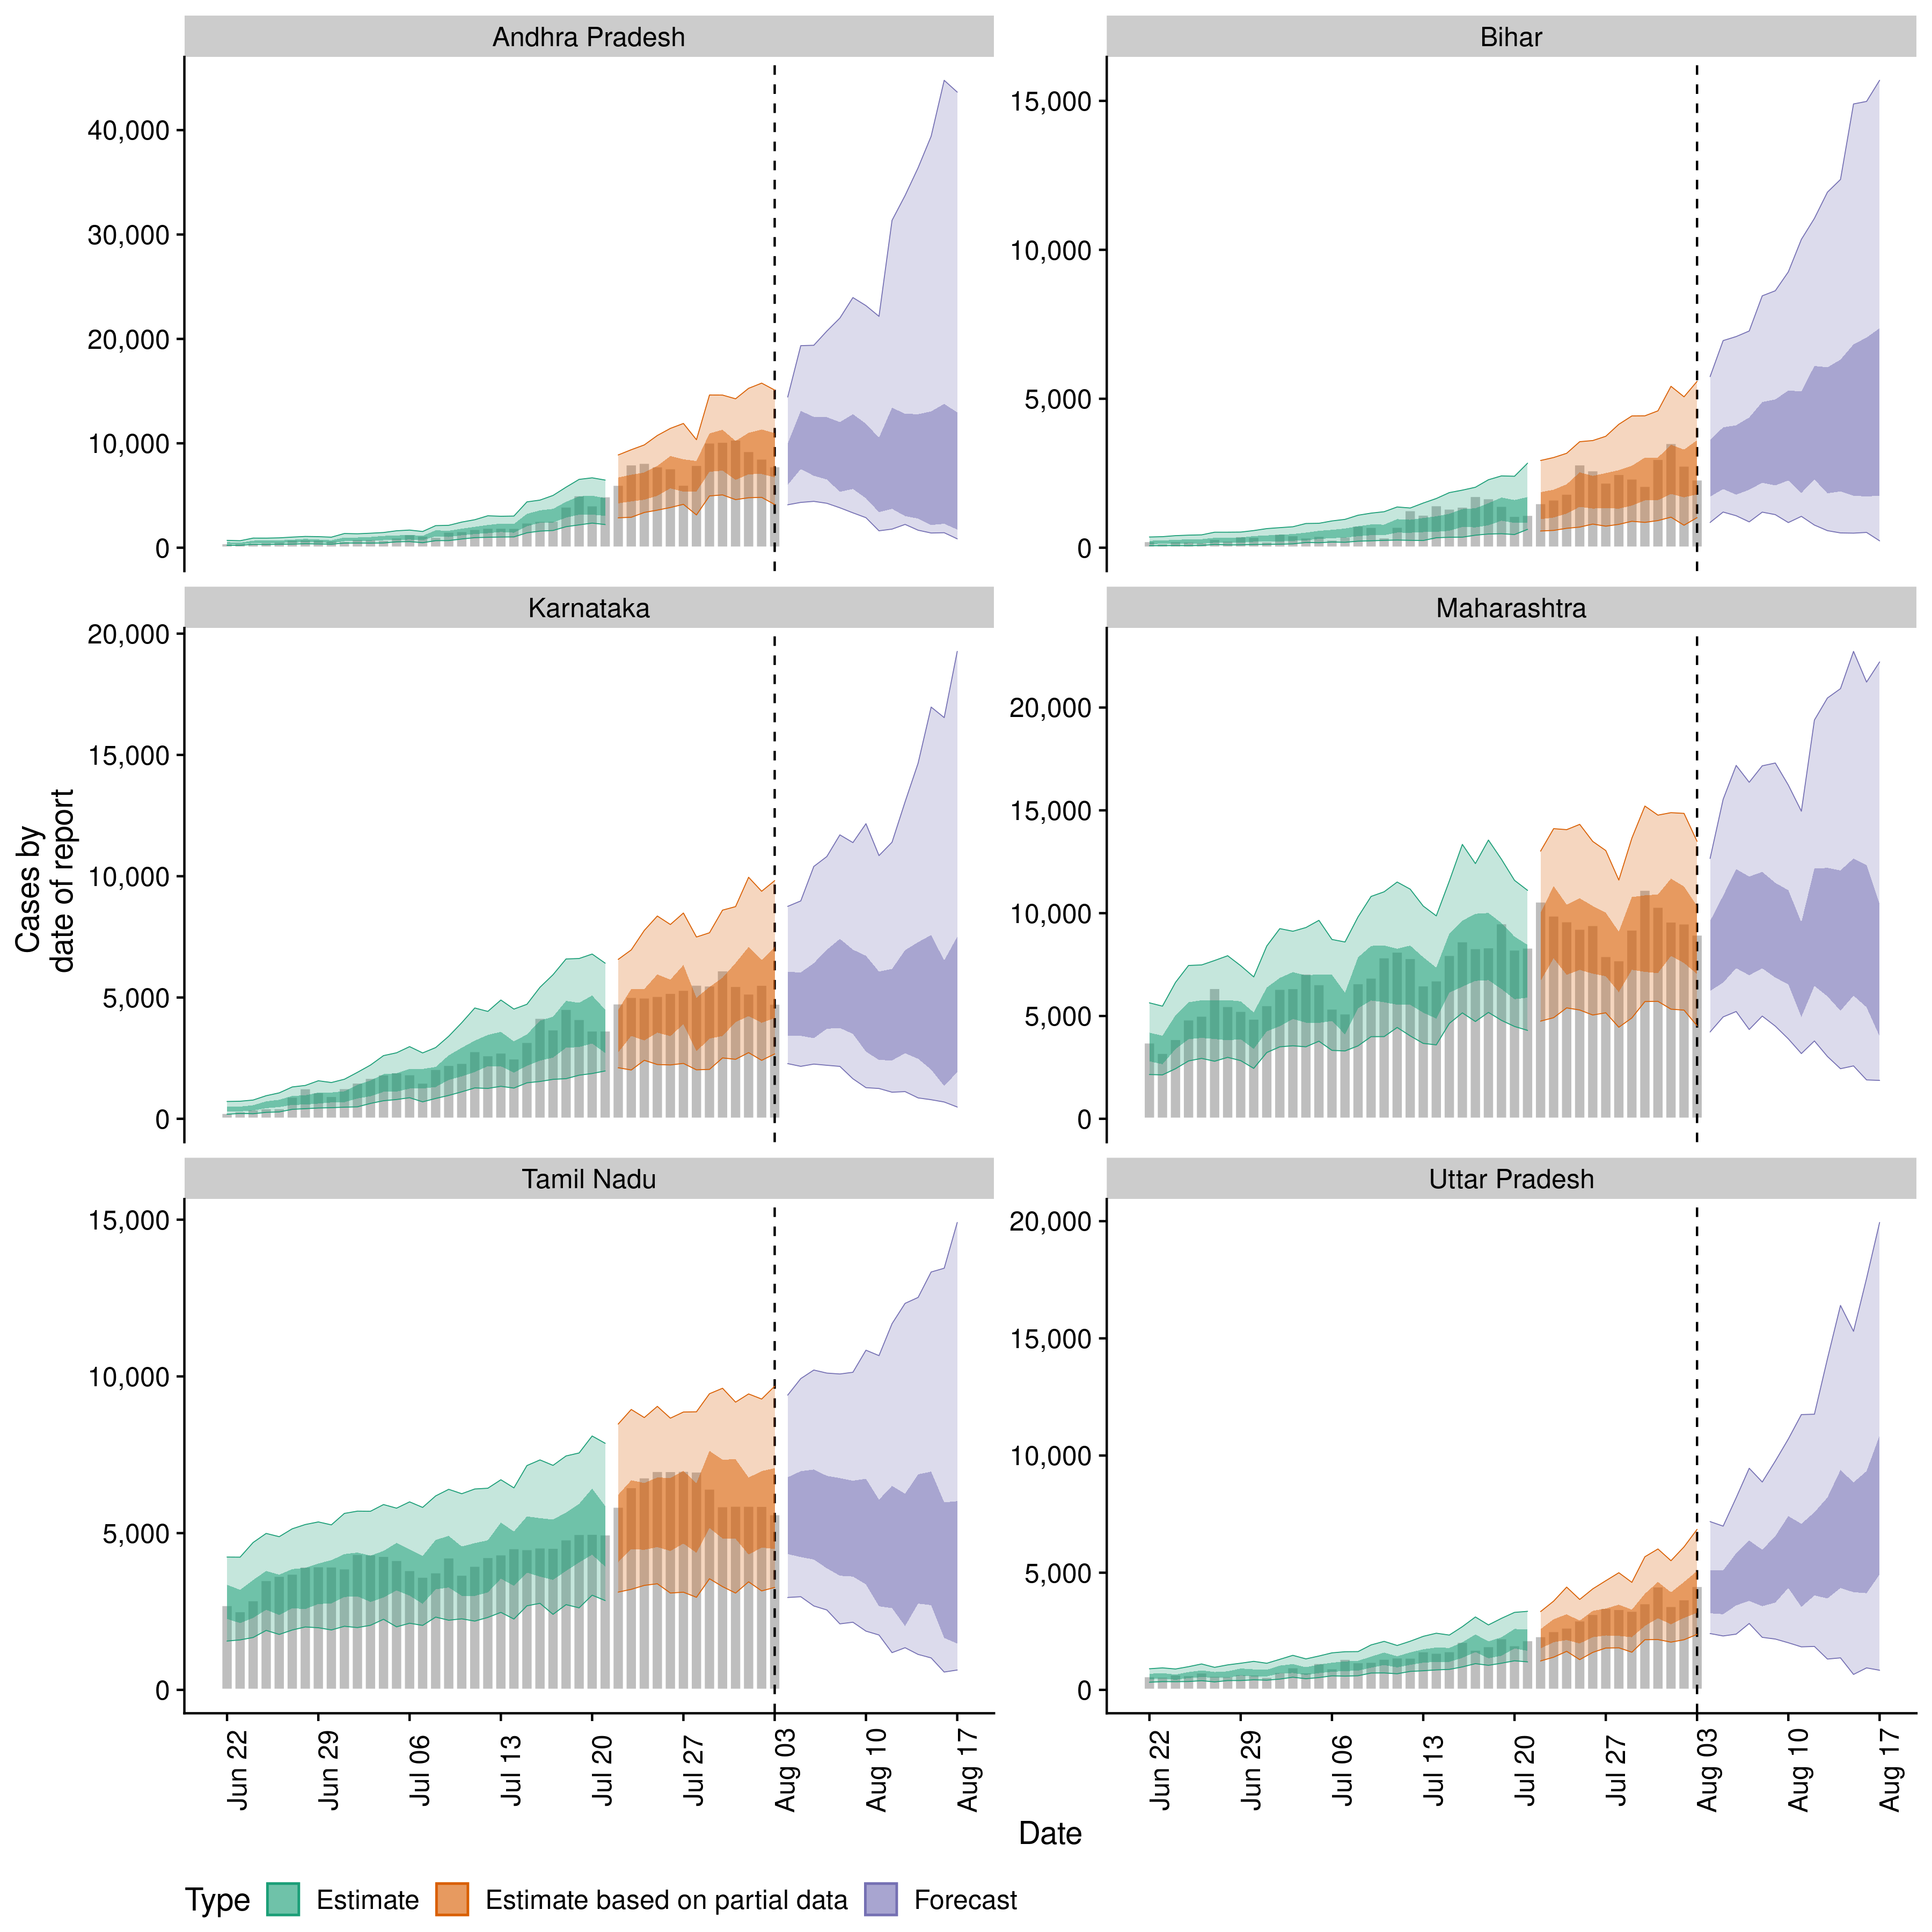 Andhra Pradesh
Bihar
40,000
30,000
20,000
10,000
0
15,000
10,000
5,000
0
Karnataka
Maharashtra
20,000
15,000
10,000
5,000
0
20,000
15,000
10,000
5,000
0
Tamil Nadu
Uttar Pradesh
15,000
10,000
5,000
0
20,000
15,000
10,000
5,000
0
Cases by
date of report
Jun 22
Jun 29
Jul 06
Jul 13
Jul 20
Jul 27
Aug 03
Aug 10
Aug 17
Jun 22
Jun 29
Jul 06
Jul 13
Jul 20
Jul 27
Aug 03
Aug 10
Aug 17
Date
Type Estimate Estimate based on partial data Forecast